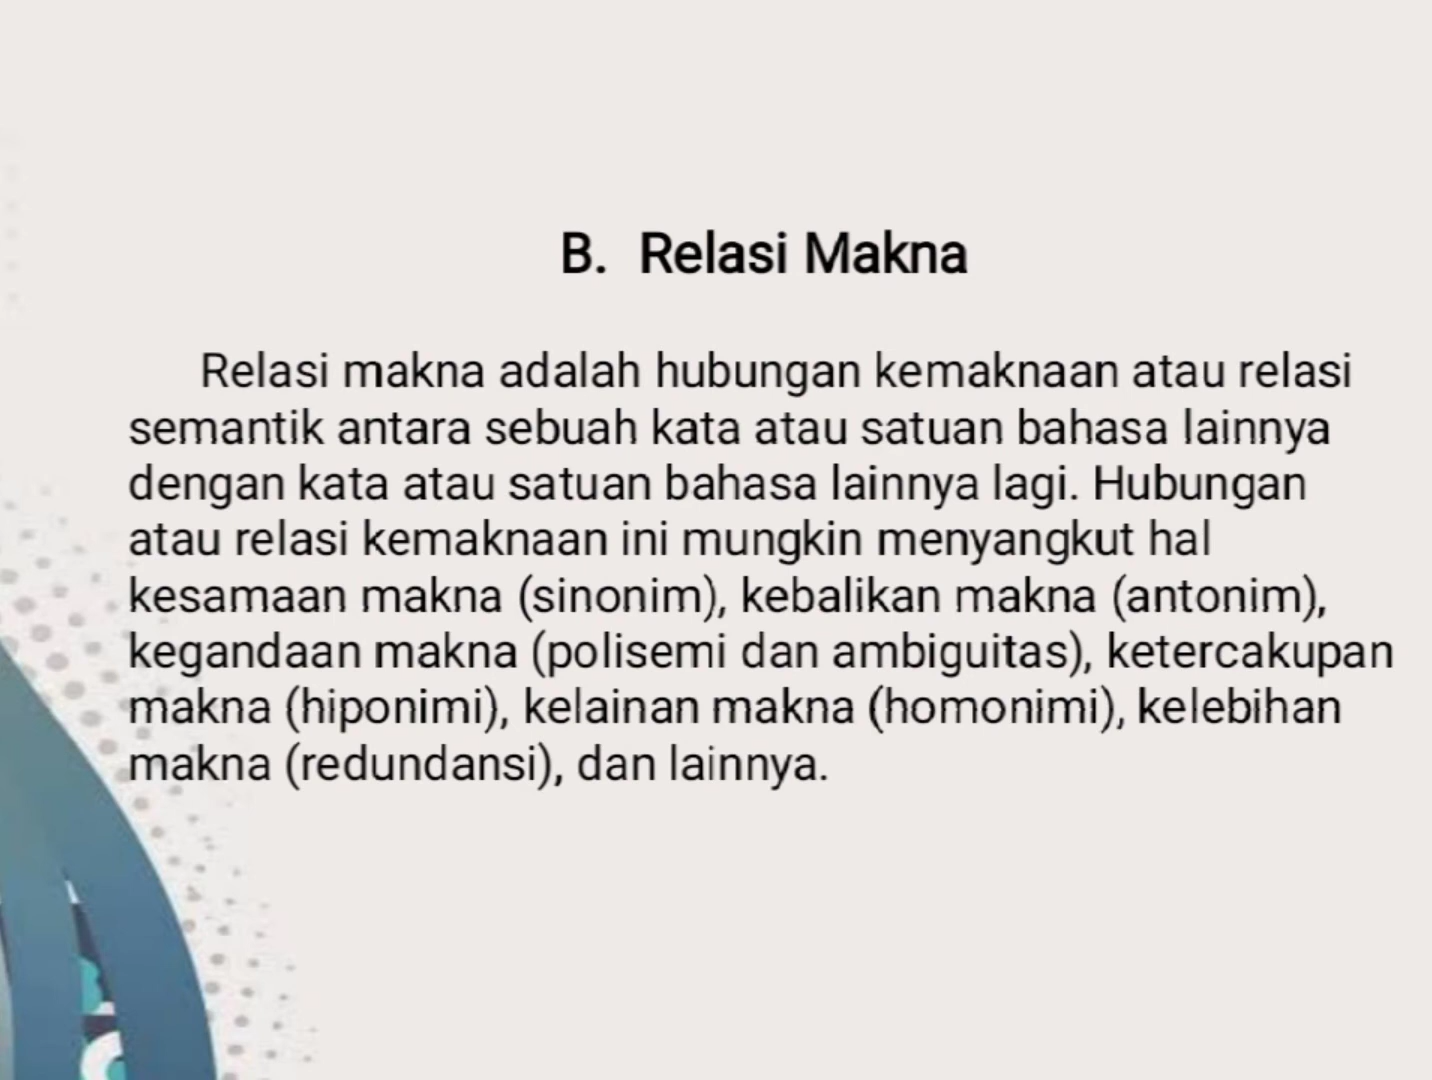 B. Relasi Makna
Relasi makna adalah hubungan kemaknaan atau relasi
semantik antara sebuah kata atau satuan bahasa lainnya
dengan kata atau satuan bahasa lainnya lagi. Hubungan
atau relasi kemaknaan ini mungkin menyangkut hal
kesamaan makna (sinonim), kebalikan makna (antonim),
kegandaan makna (polisemi dan ambiguitas), ketercakupan
makna (hiponimi), kelainan makna (homonimi), kelebihan
makna (redundansi), dan lainnya.